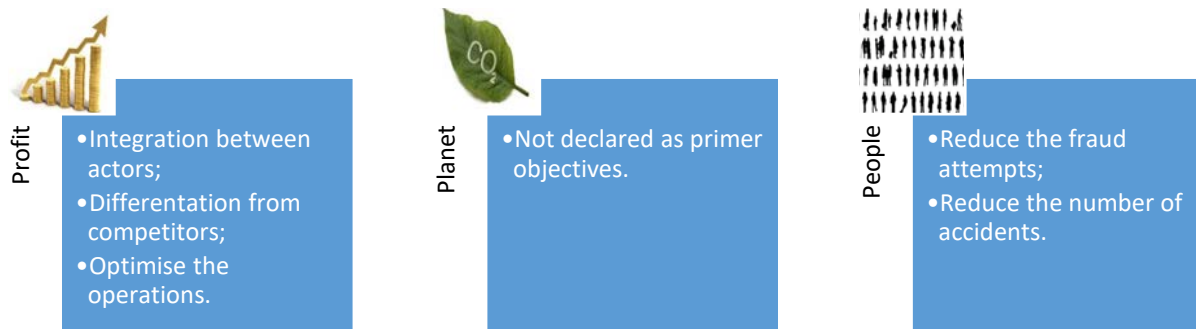 Profit
•Integration between
actors;
•Differentation from
competitors;
•Optimise the
operations.
CO2
Planet
•Not declared as primer
objectives.
People
•Reduce the fraud
attempts;
•Reduce the number of
accidents.